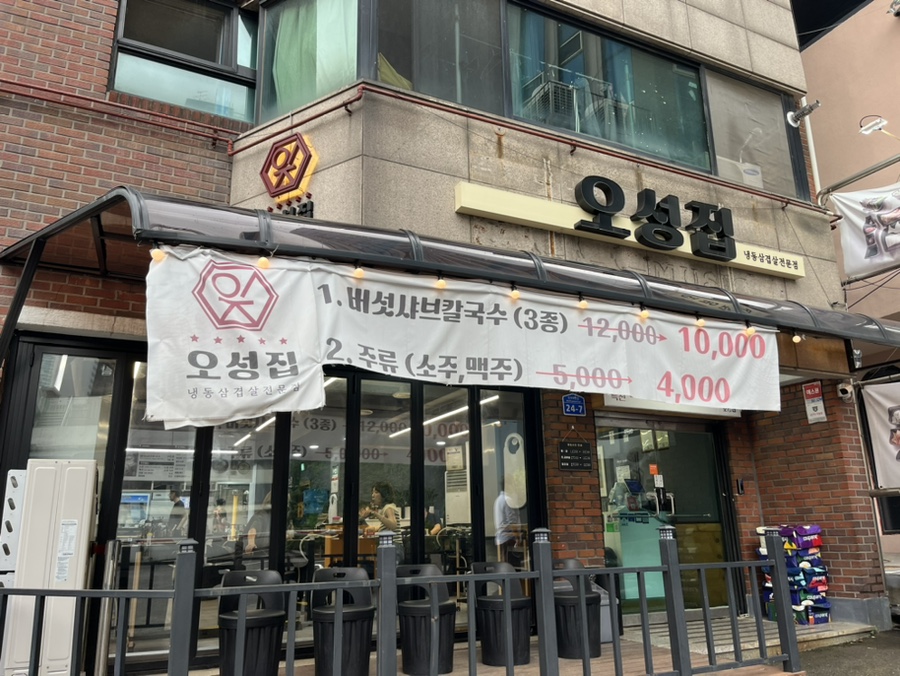 오성집
냉동삼겹살전문점
오성집
냉동삼겹살전문점
1. 버섯샤브칼국수 (3종) 12,000→ 10,000
2. 주류 (소주,맥주) 5,000→ 4,000
24-7